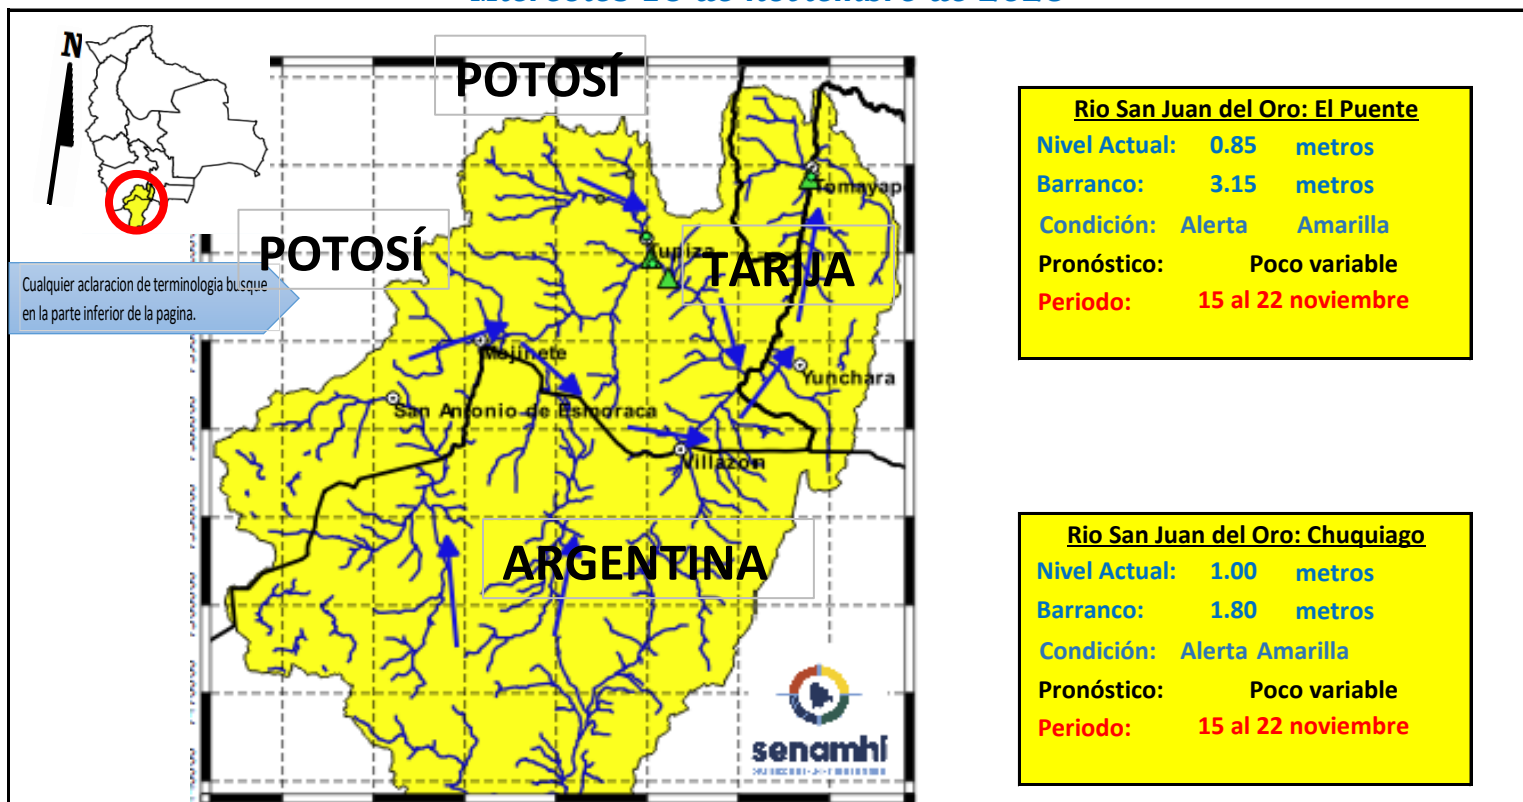 N
POTOSÍ
POTOSÍ
TARIJA
ARGENTINA
Cualquier aclaracion de terminologia busque
en la parte inferior de la pagina.
Tupiza
Mojinete
San Antonio de Esmoraca
Yunchara
Villazon
senamhi
Rio San Juan del Oro: El Puente
Nivel Actual: 0.85 metros
Barranco: 3.15 metros
Condición: Alerta Amarilla
Pronóstico: Poco variable
Periodo: 15 al 22 noviembre
Rio San Juan del Oro: Chuquiago
Nivel Actual: 1.00 metros
Barranco: 1.80 metros
Condición: Alerta Amarilla
Pronóstico: Poco variable
Periodo: 15 al 22 noviembre